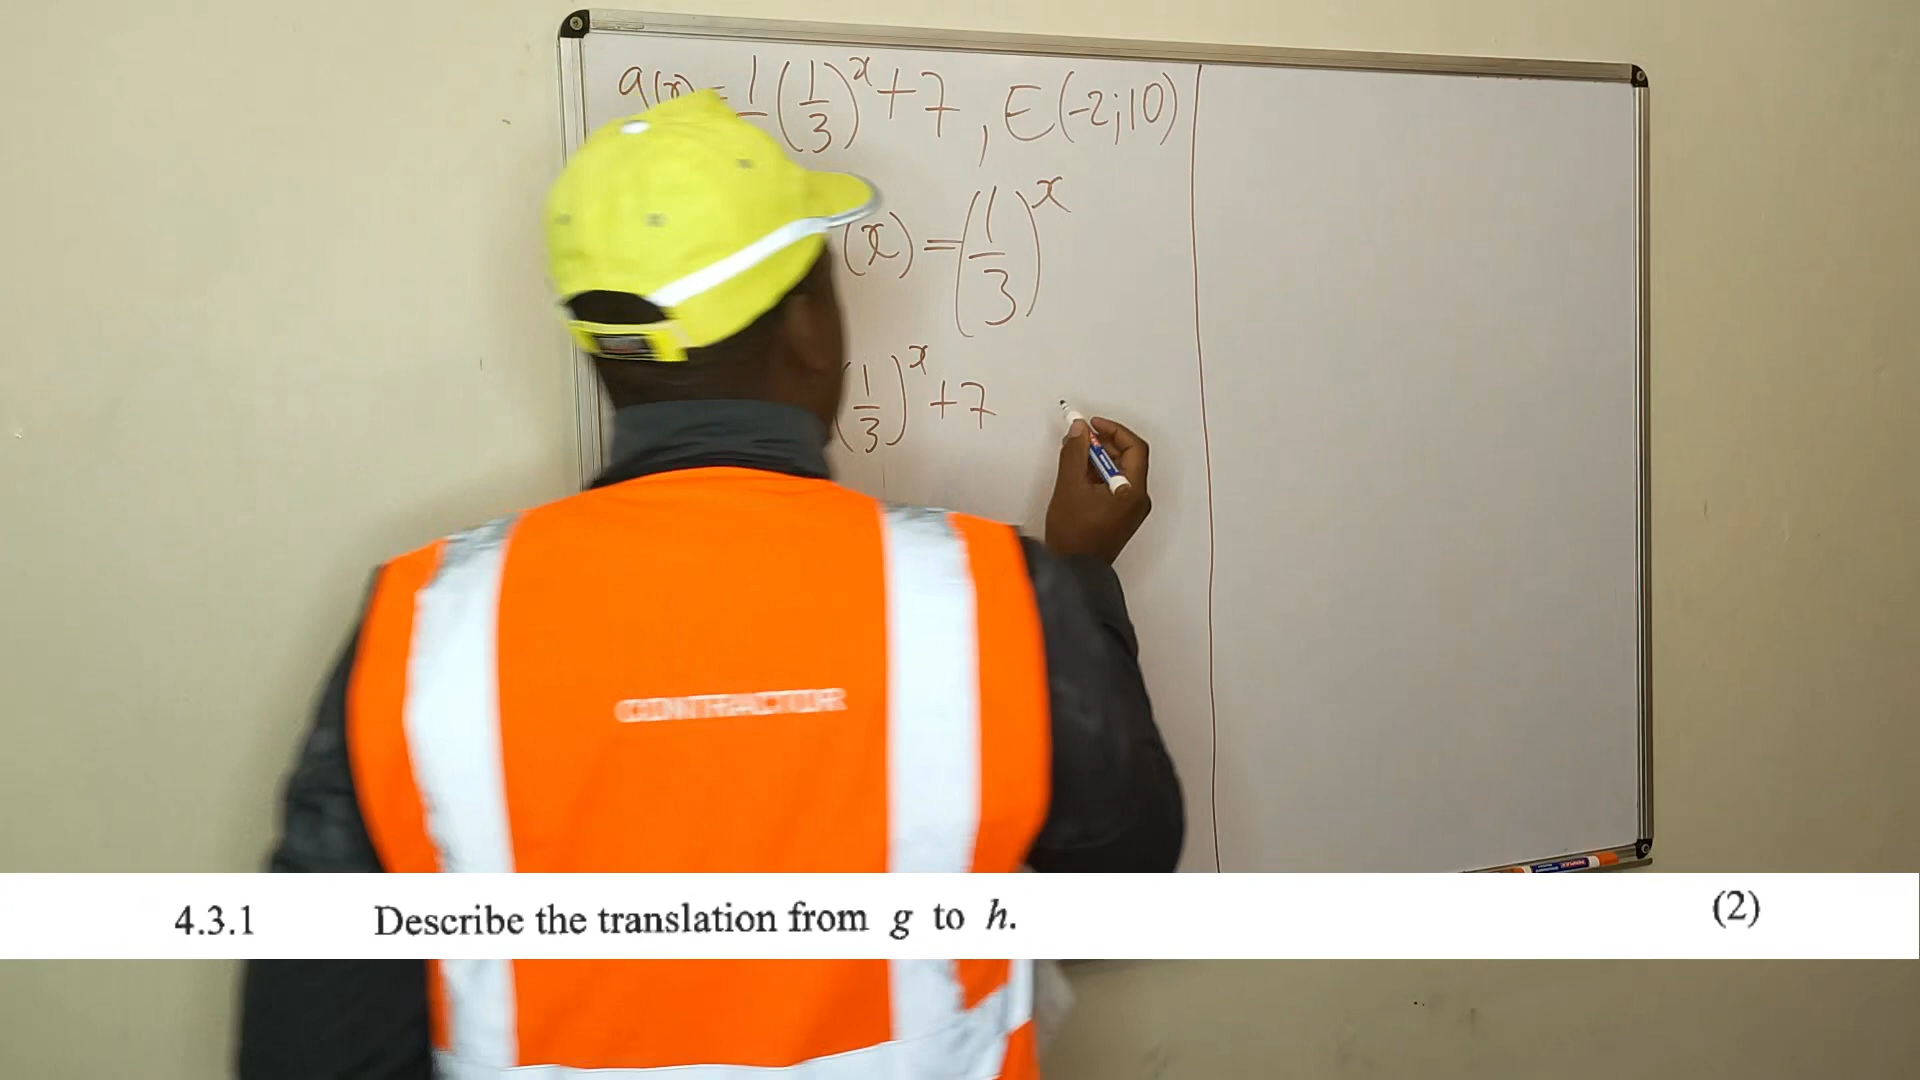 g(x) = 1 (1/3)^x + 7 , E(-2;10)
(x) = (1/3)^x
(1/3)^x + 7
CONTRACTOR
4.3.1 Describe the translation from g to h. (2)